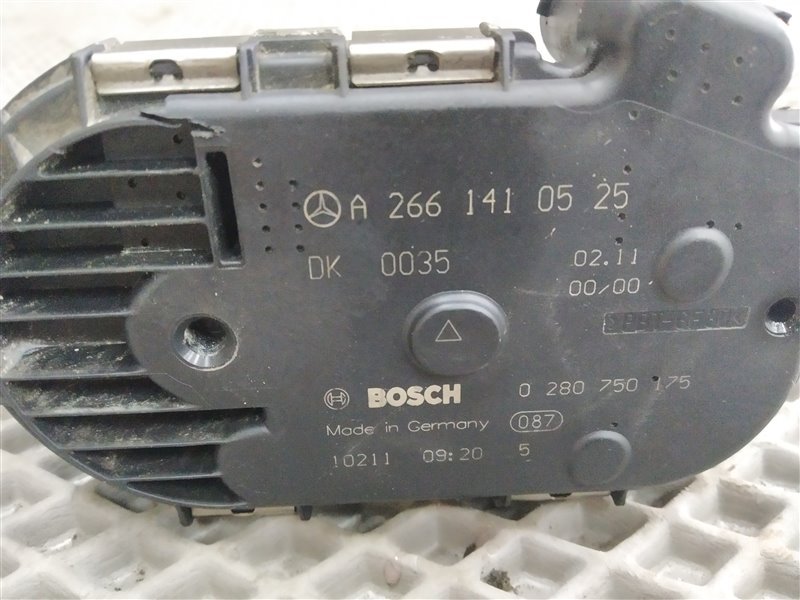 A 266 141 05 25
DK 0035 02.11
00/00
BOSCH 0 280 750 175
Made in Germany 087
10211 09:20 5